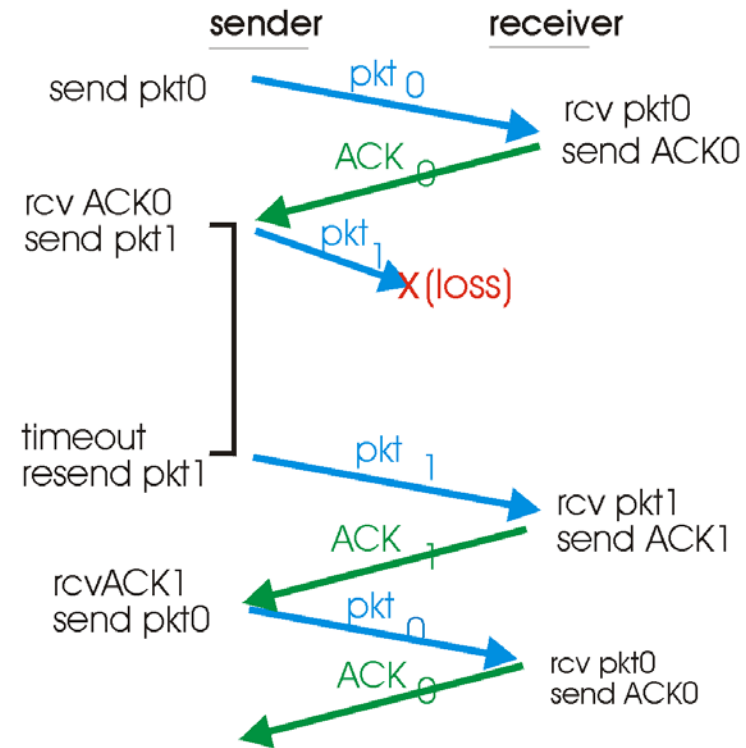 sender
receiver
send pkt0
pkt 0
rcv pkt0
send ACK0
ACK 0
rcv ACK0
send pkt1
pkt 1
X (loss)
timeout
resend pkt1
pkt 1
rcv pkt1
send ACK1
ACK 1
rcvACK1
send pkt0
pkt 0
rcv pkt0
send ACK0
ACK 0